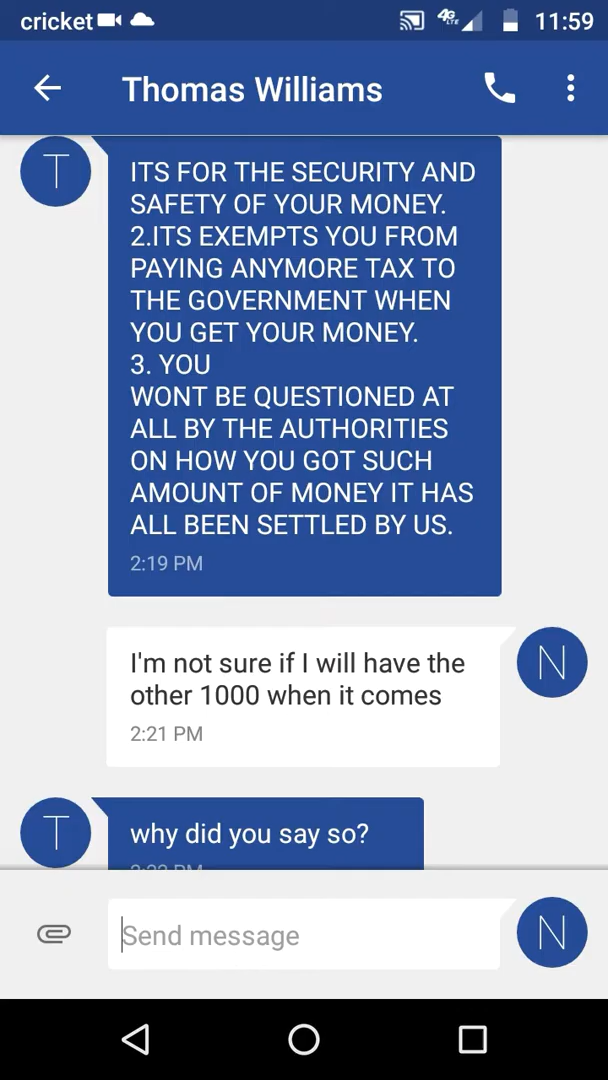 cricket 4G LTE 11:59
Thomas Williams
T
ITS FOR THE SECURITY AND
SAFETY OF YOUR MONEY.
2.ITS EXEMPTS YOU FROM
PAYING ANYMORE TAX TO
THE GOVERNMENT WHEN
YOU GET YOUR MONEY.
3. YOU
WONT BE QUESTIONED AT
ALL BY THE AUTHORITIES
ON HOW YOU GOT SUCH
AMOUNT OF MONEY IT HAS
ALL BEEN SETTLED BY US.
2:19 PM
I'm not sure if I will have the
other 1000 when it comes
2:21 PM
N
T
why did you say so?
Send message
N